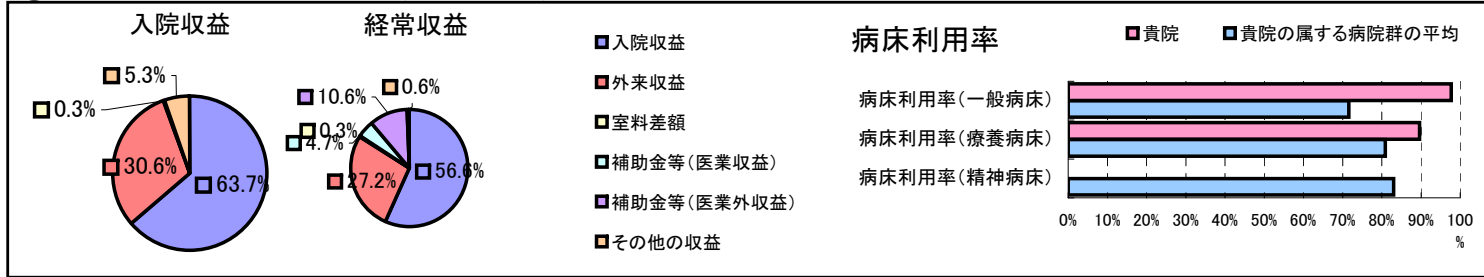 入院収益
5.3%
0.3%
30.6%
63.7%
経常収益
0.6%
10.6%
0.3%
4.7%
27.2%
56.6%
入院収益
外来収益
室料差額
補助金等(医業収益)
補助金等(医業外収益)
その他の収益
病床利用率
貴院 貴院の属する病院群の平均
病床利用率(一般病床)
病床利用率(療養病床)
病床利用率(精神病床)
0% 10% 20% 30% 40% 50% 60% 70% 80% 90% 100
%